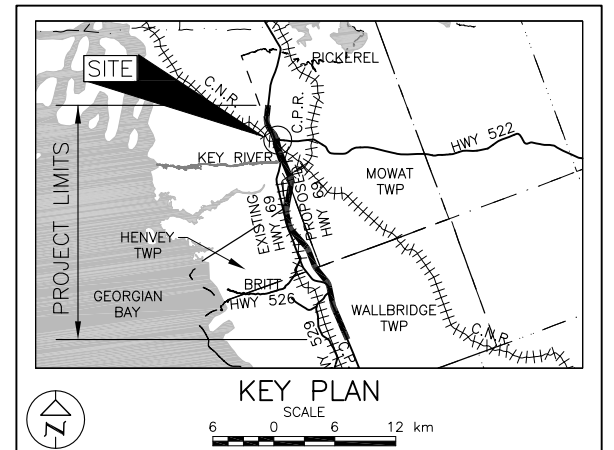 PICKEREL
SITE
C.N.R.
C.P.R.
HWY 522
KEY RIVER
MOWAT
TWP
PROJECT LIMITS
EXISTING
HWY 69
PROPOSED
HWY 69
HENVEY
TWP
BRITT
HWY 526
GEORGIAN
BAY
WALLBRIDGE
TWP
C.N.R.
HWY 529
C.P.R.
KEY PLAN
SCALE
6 0 6 12 km
N